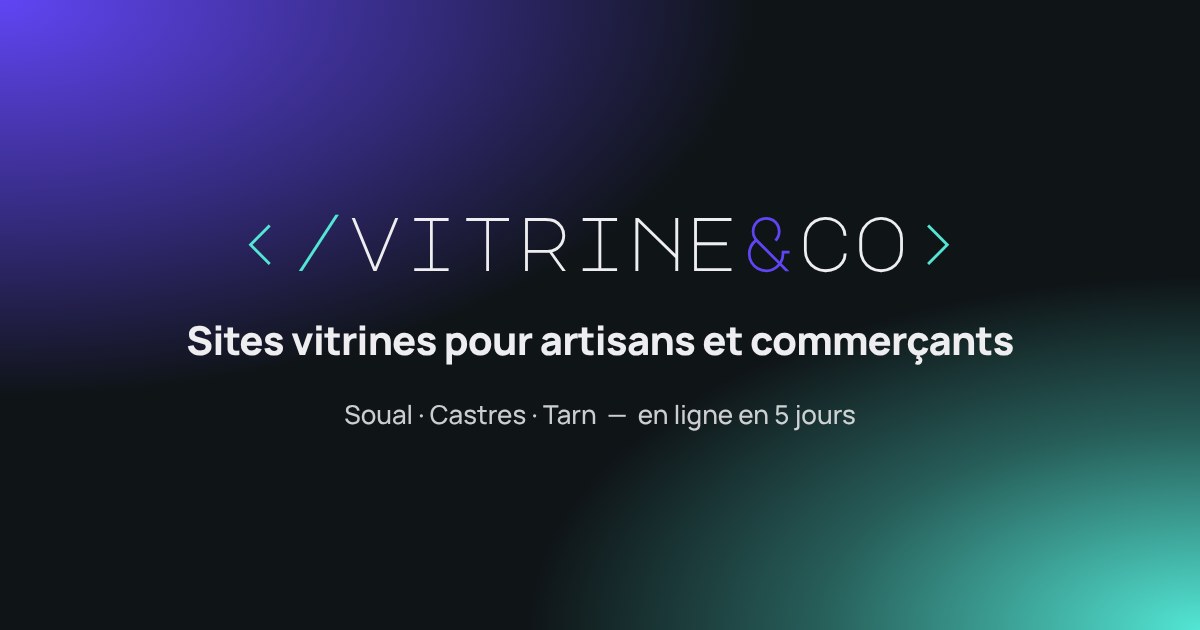 </VITRINE&CO>
Sites vitrines pour artisans et commerçants
Soual · Castres · Tarn — en ligne en 5 jours